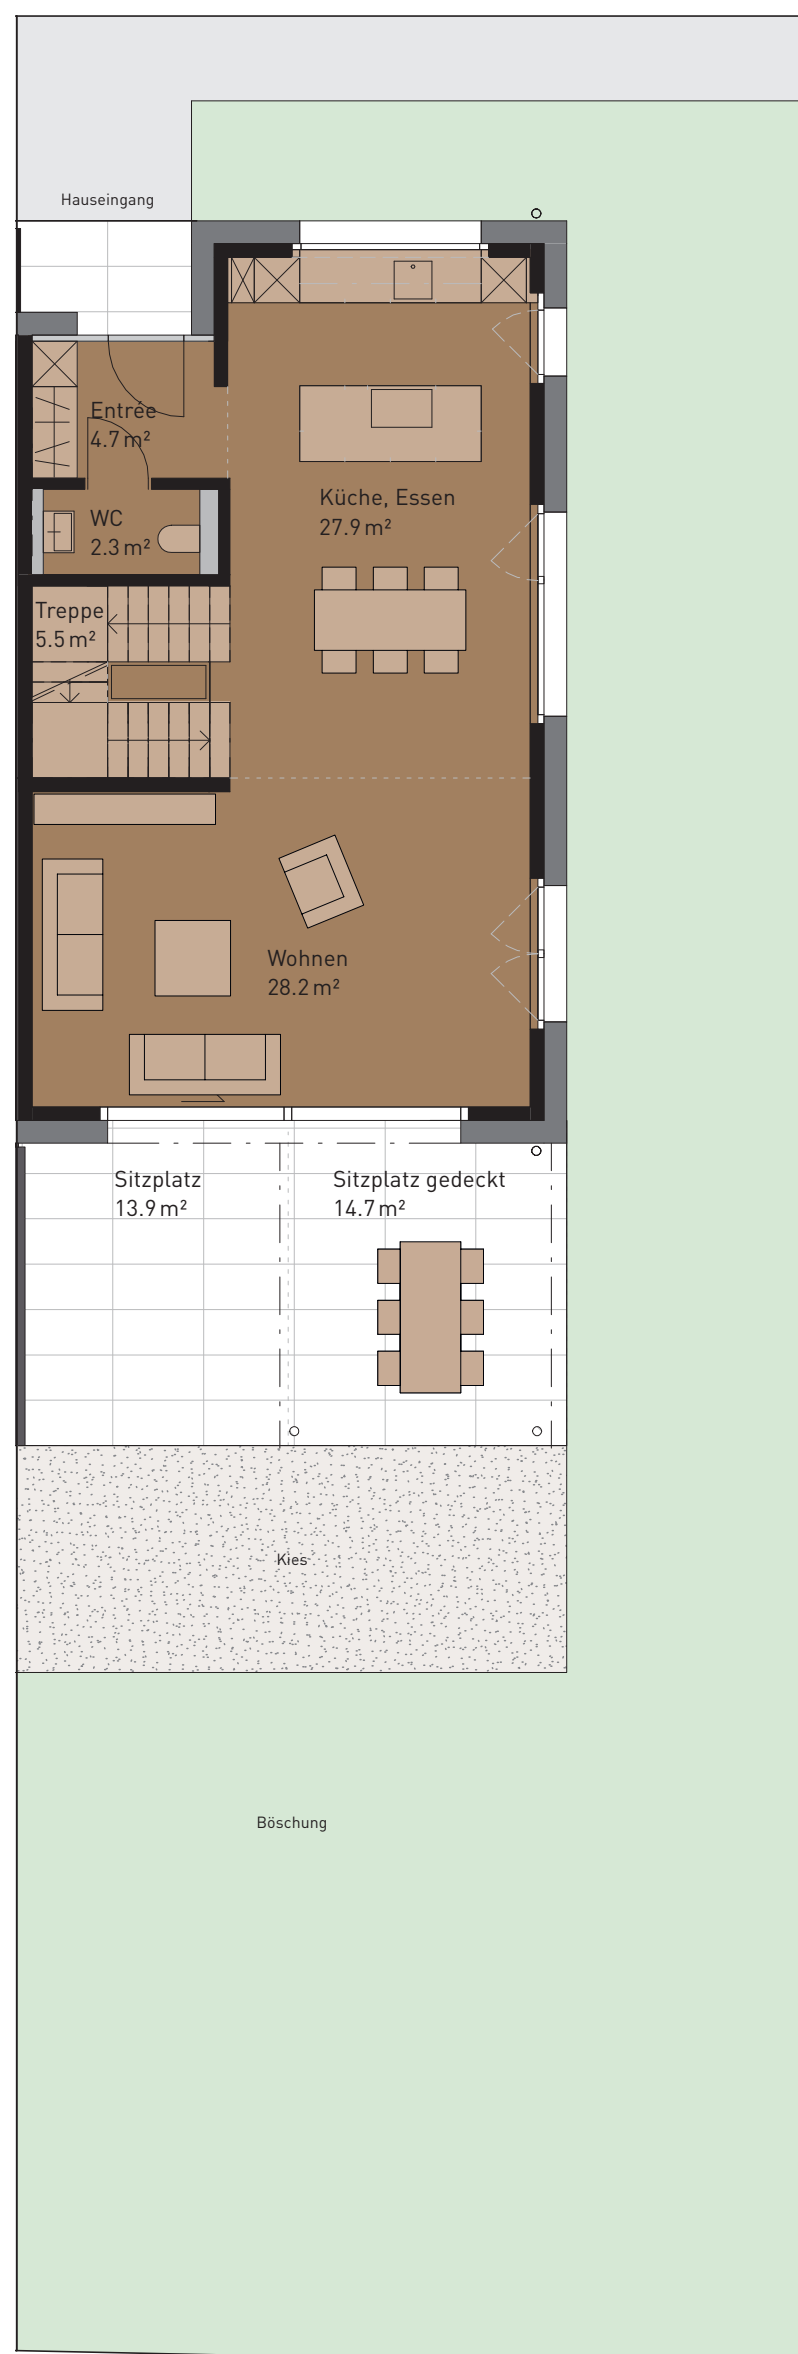 Hauseingang
Entrée
4.7 m²
Küche, Essen
27.9 m²
WC
2.3 m²
Treppe
5.5 m²
Wohnen
28.2 m²
Sitzplatz
13.9 m²
Sitzplatz gedeckt
14.7 m²
Kies
Böschung